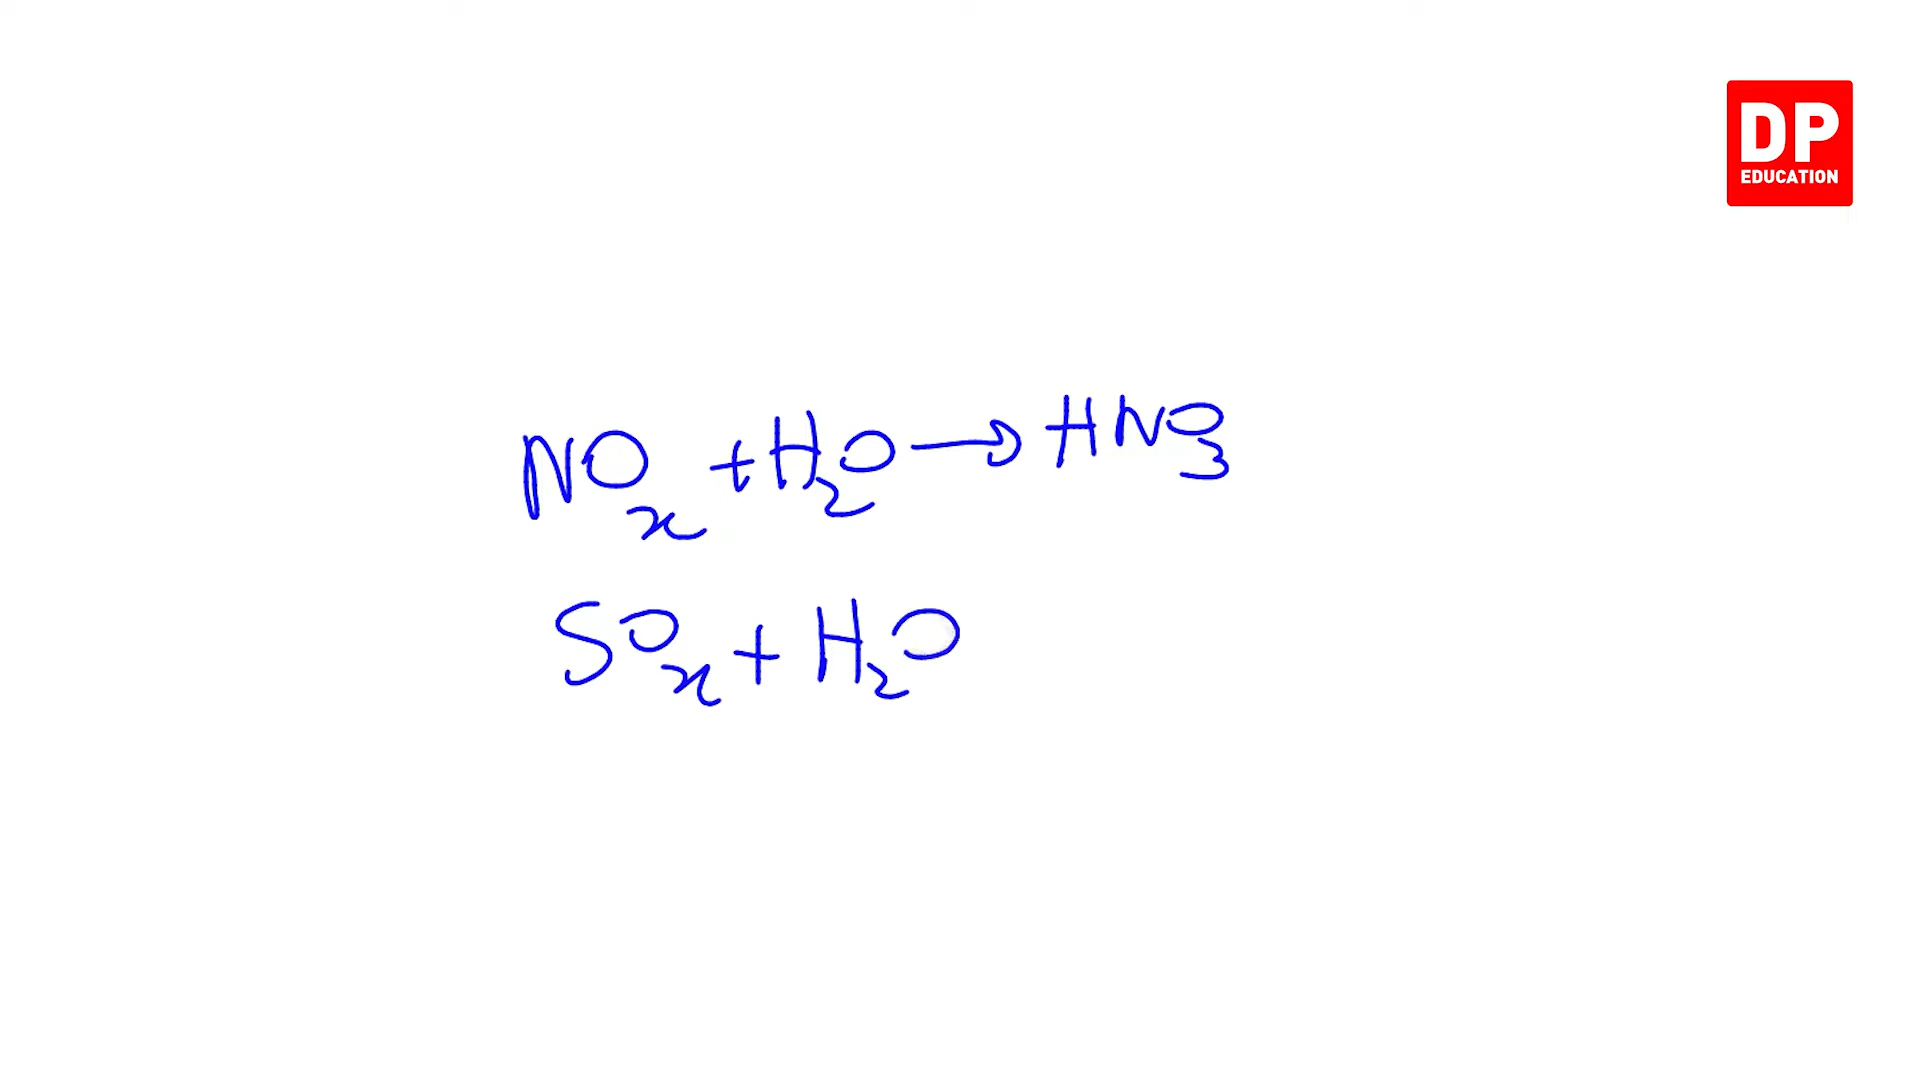 DP
EDUCATION
NOₓ + H₂O → HNO₃
SOₓ + H₂O